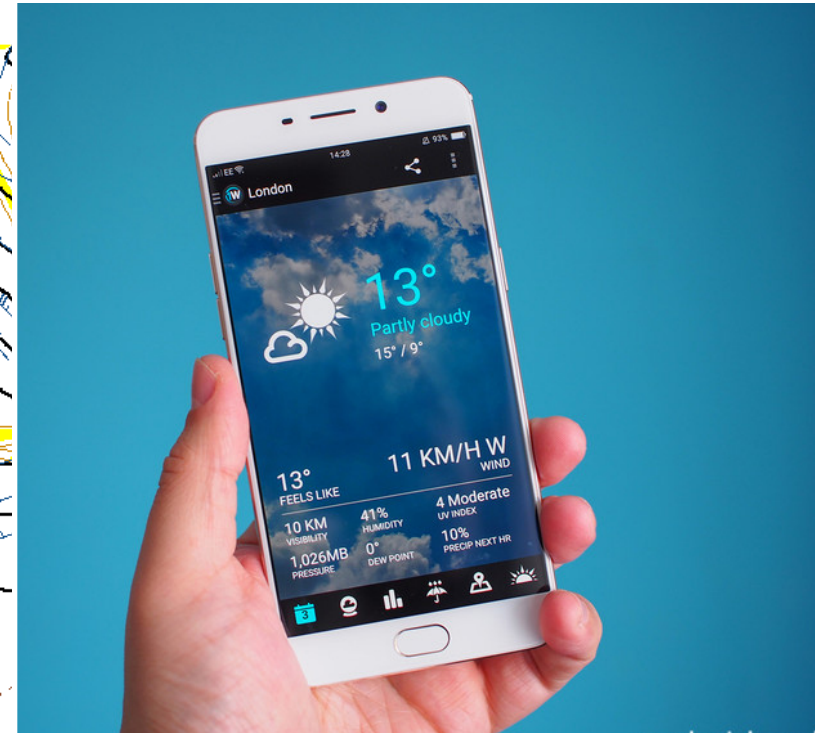 EE 14:28 93%
W London
13°
Partly cloudy
15° / 9°
13°
FEELS LIKE
11 KM/H W
WIND
10 KM
VISIBILITY
41%
HUMIDITY
4 Moderate
UV INDEX
1,026MB
PRESSURE
0°
DEW POINT
10%
PRECIP NEXT HR
3